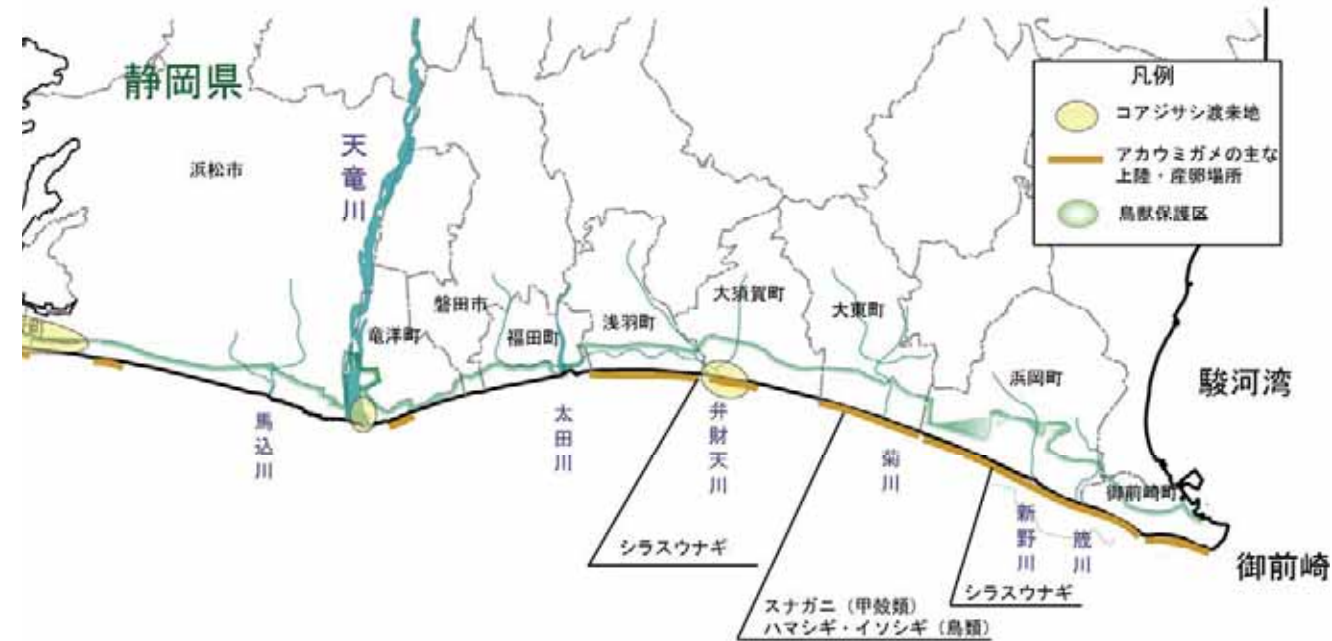 静岡県
凡例
コアジサシ渡来地
アカウミガメの主な
上陸・産卵場所
鳥獣保護区
天竜川
浜松市
磐田市
竜洋町
福田町
浅羽町
大須賀町
大東町
浜岡町
御前崎町
駿河湾
馬込川
太田川
弁財天川
菊川
新野川
筬川
御前崎
シラスウナギ
スナガニ（甲殻類）
ハマシギ・イソシギ（鳥類）
シラスウナギ